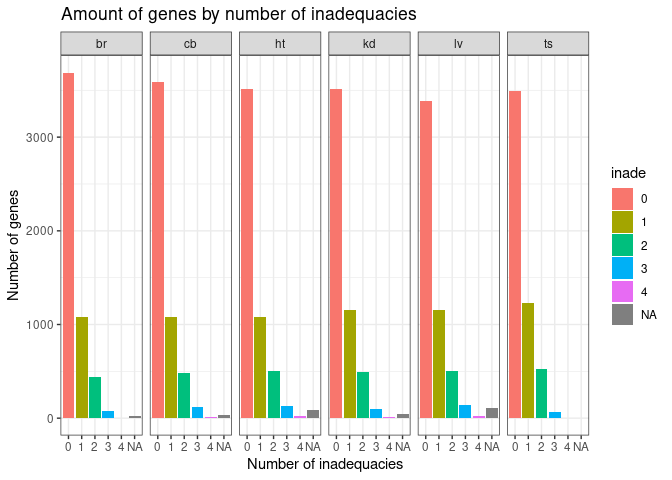 Amount of genes by number of inadequacies
br cb ht kd lv ts
3000
2000
1000
0
Number of genes
0 1 2 3 4 NA 0 1 2 3 4 NA 0 1 2 3 4 NA 0 1 2 3 4 NA 0 1 2 3 4 NA 0 1 2 3 4 NA
Number of inadequacies
inade
0
1
2
3
4
NA